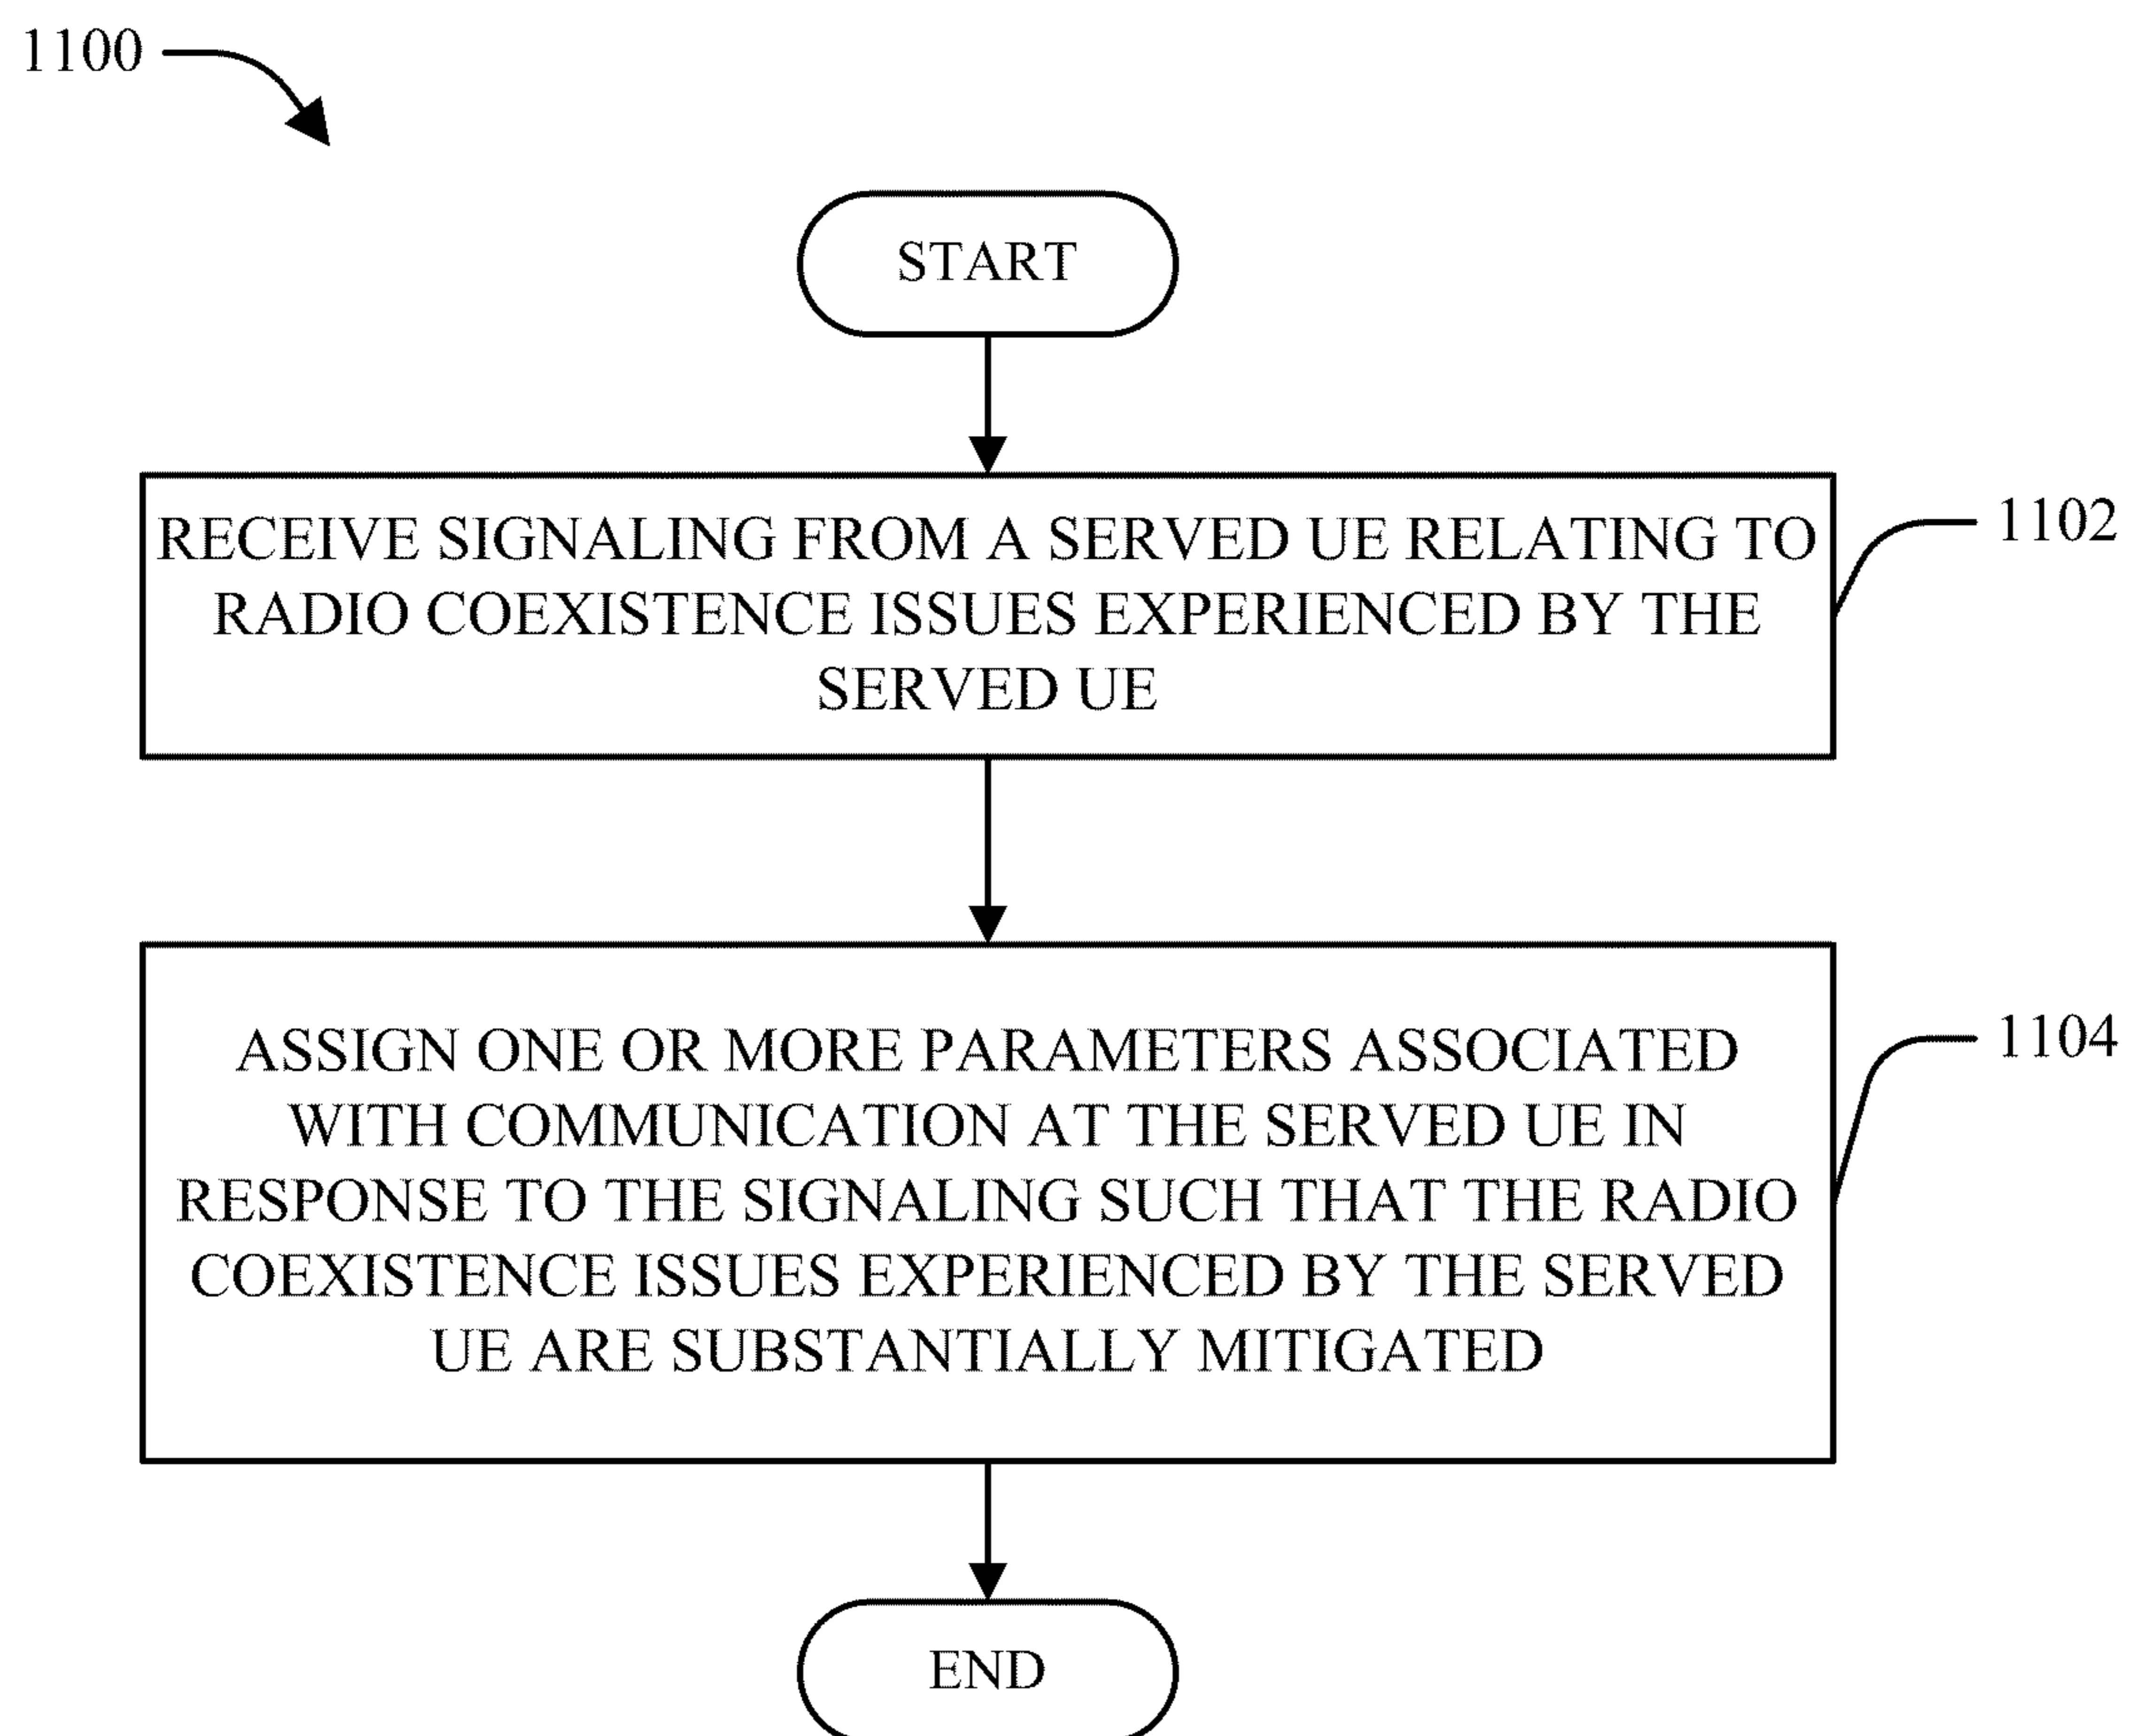 1100
START
RECEIVE SIGNALING FROM A SERVED UE RELATING TO
RADIO COEXISTENCE ISSUES EXPERIENCED BY THE
SERVED UE
1102
ASSIGN ONE OR MORE PARAMETERS ASSOCIATED
WITH COMMUNICATION AT THE SERVED UE IN
RESPONSE TO THE SIGNALING SUCH THAT THE RADIO
COEXISTENCE ISSUES EXPERIENCED BY THE SERVED
UE ARE SUBSTANTIALLY MITIGATED
1104
END